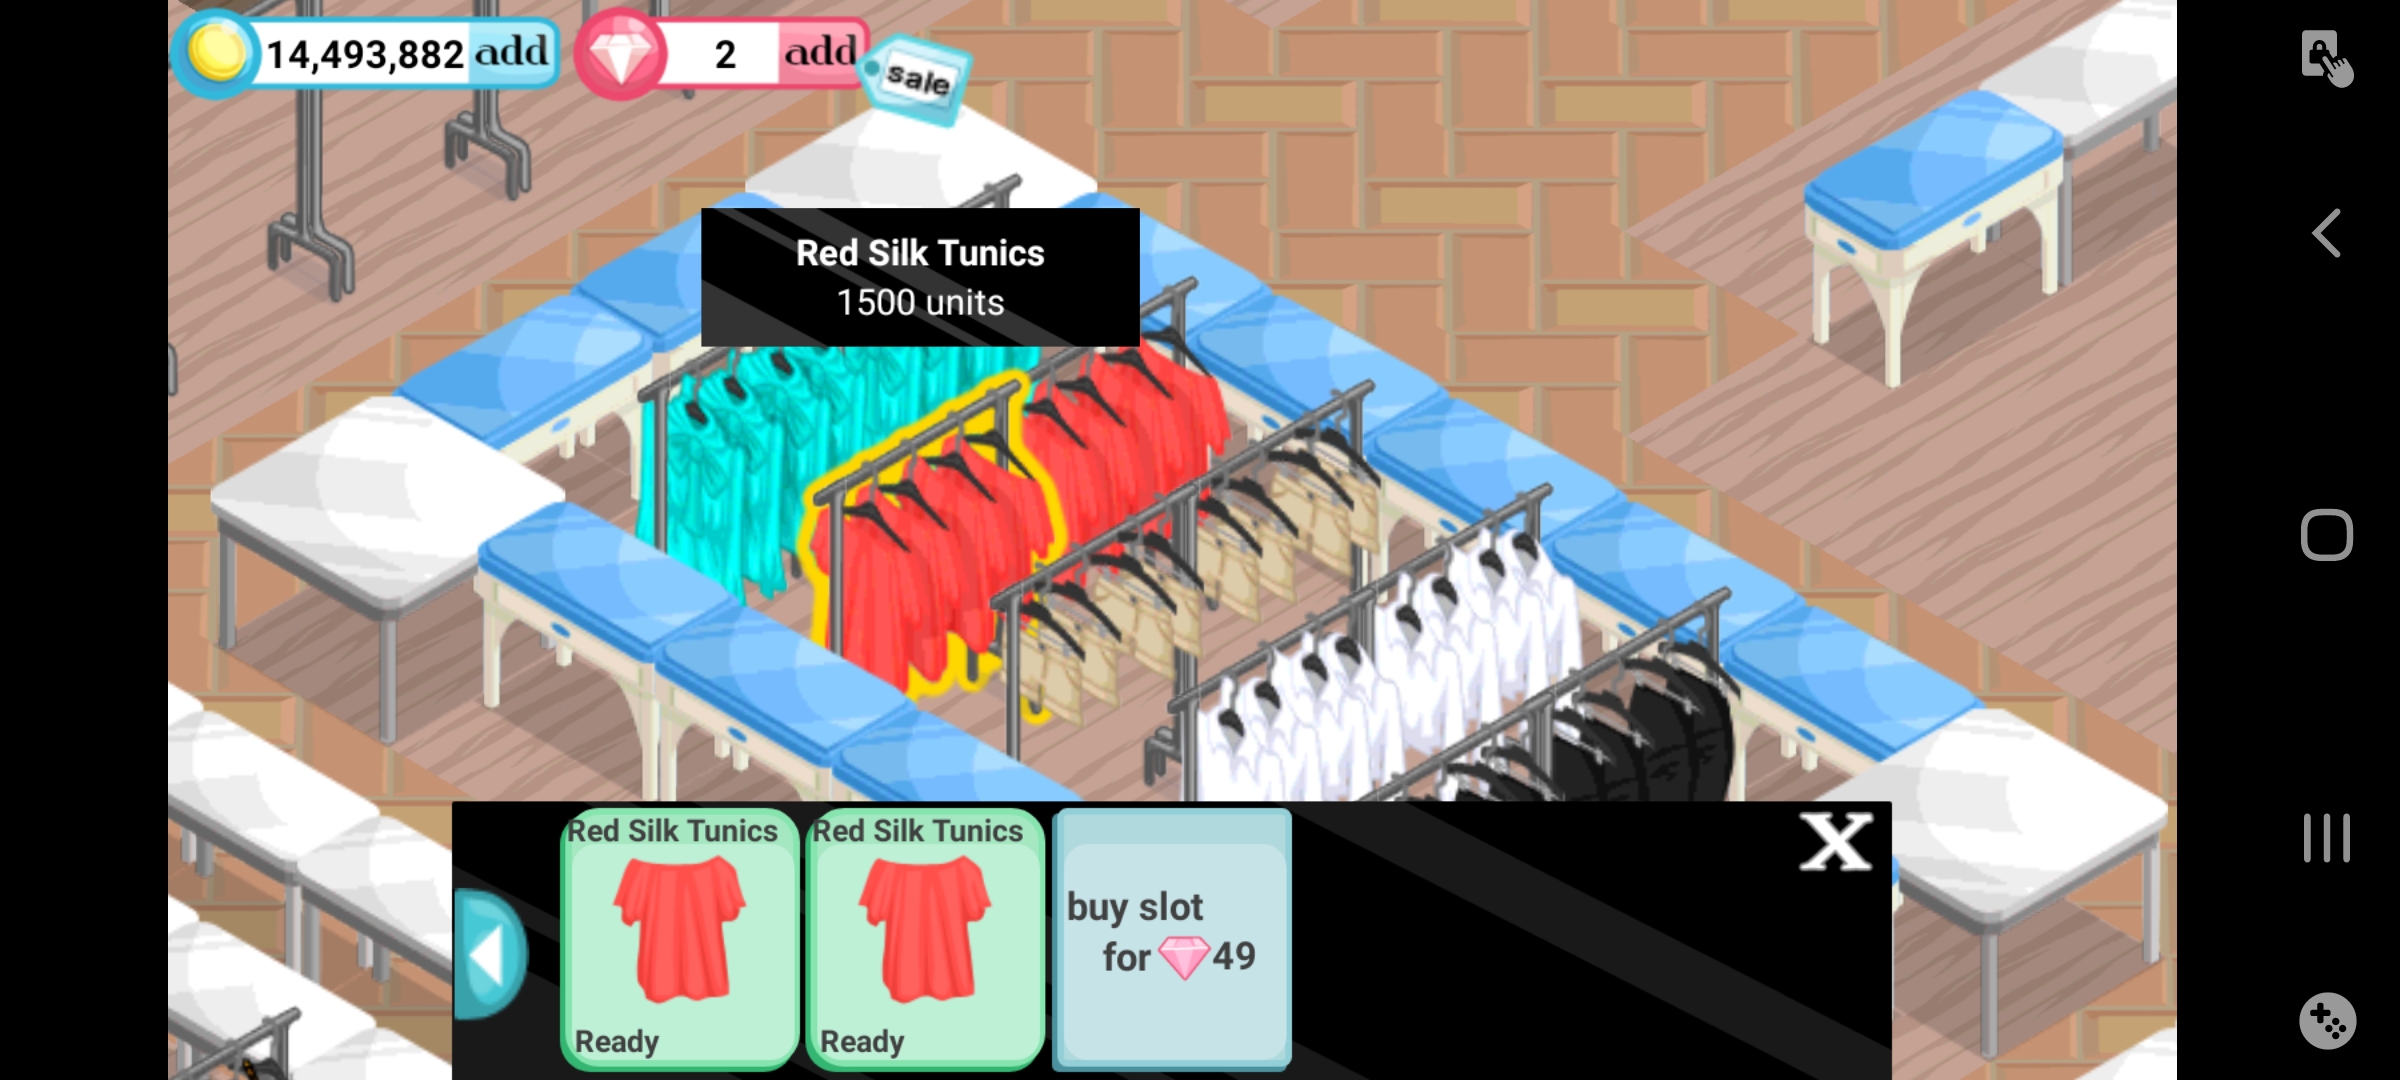 14,493,882 add
2 add
sale
Red Silk Tunics
1500 units
Red Silk Tunics
Ready
Red Silk Tunics
Ready
buy slot
for 49
X